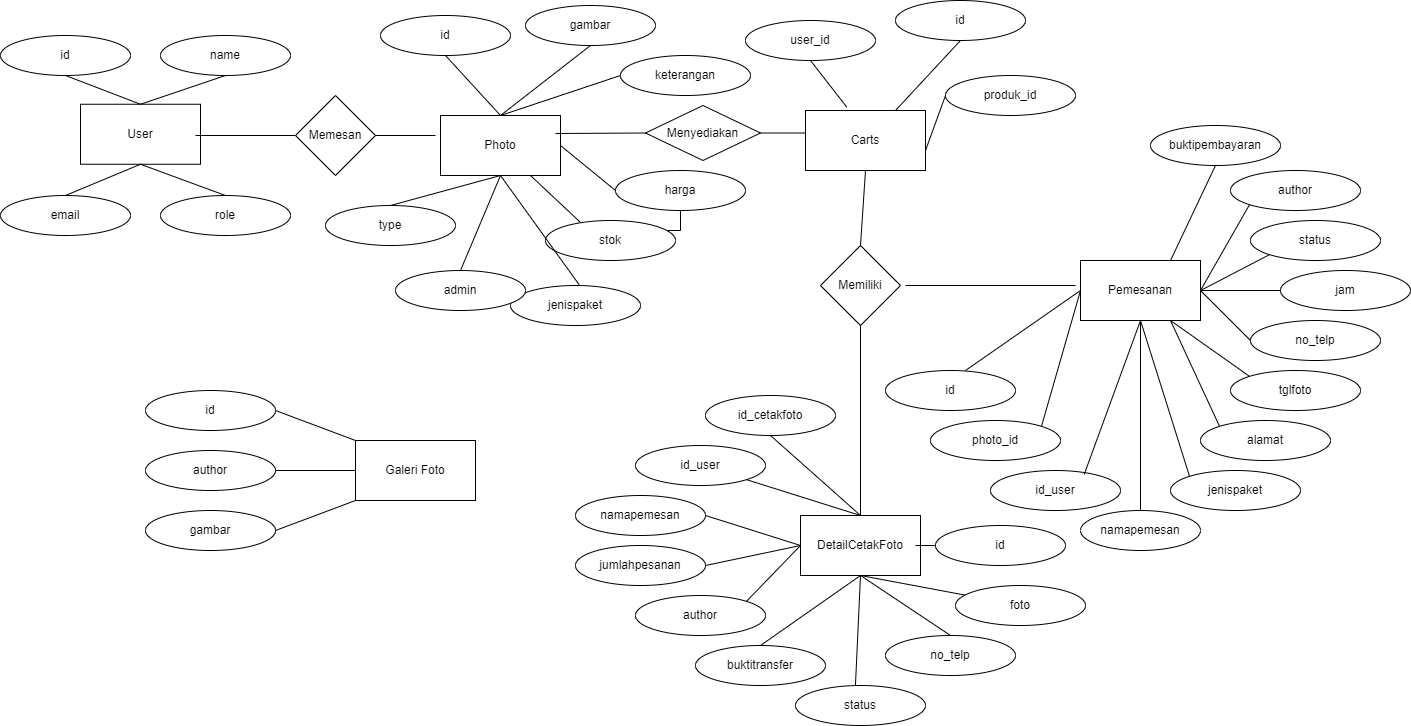 id
name
User
email
role
Memesan
id
gambar
keterangan
Photo
harga
type
stok
admin
jenispaket
Menyediakan
user_id
id
produk_id
Carts
Memiliki
buktipembayaran
author
status
Pemesanan
jam
no_telp
id
tglfoto
photo_id
alamat
id_user
jenispaket
namapemesan
id
author
Galeri Foto
gambar
id_cetakfoto
id_user
namapemesan
DetailCetakFoto
id
jumlahpesanan
author
foto
buktitransfer
no_telp
status